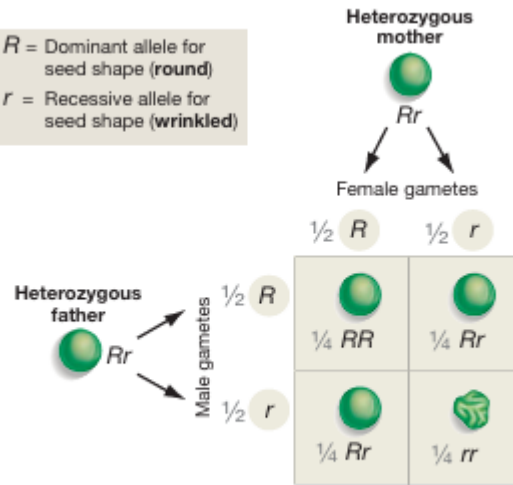 R = Dominant allele for
seed shape (round)
r = Recessive allele for
seed shape (wrinkled)
Heterozygous
mother
Rr
Female gametes
½ R
½ r
Heterozygous
father
Rr
Male gametes
½ R
¼ RR
¼ Rr
½ r
¼ Rr
¼ rr